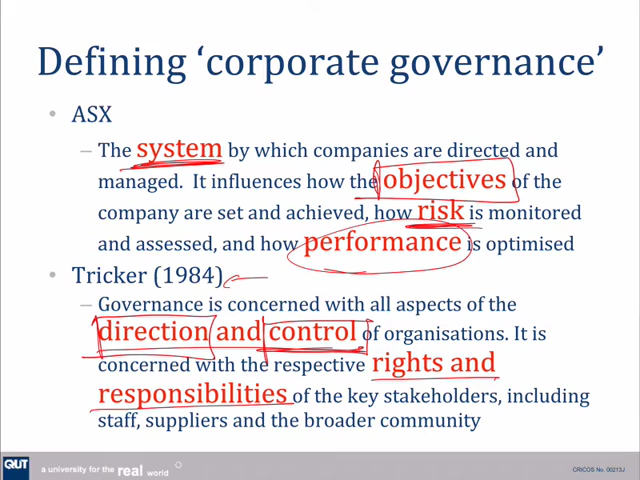 Defining ‘corporate governance’
• ASX
– The system by which companies are directed and
managed. It influences how the objectives of the
company are set and achieved, how risk is monitored
and assessed, and how performance is optimised
• Tricker (1984)
– Governance is concerned with all aspects of the
direction and control of organisations. It is
concerned with the respective rights and
responsibilities of the key stakeholders, including
staff, suppliers and the broader community
QUT a university for the real world CRICOS No. 00213J